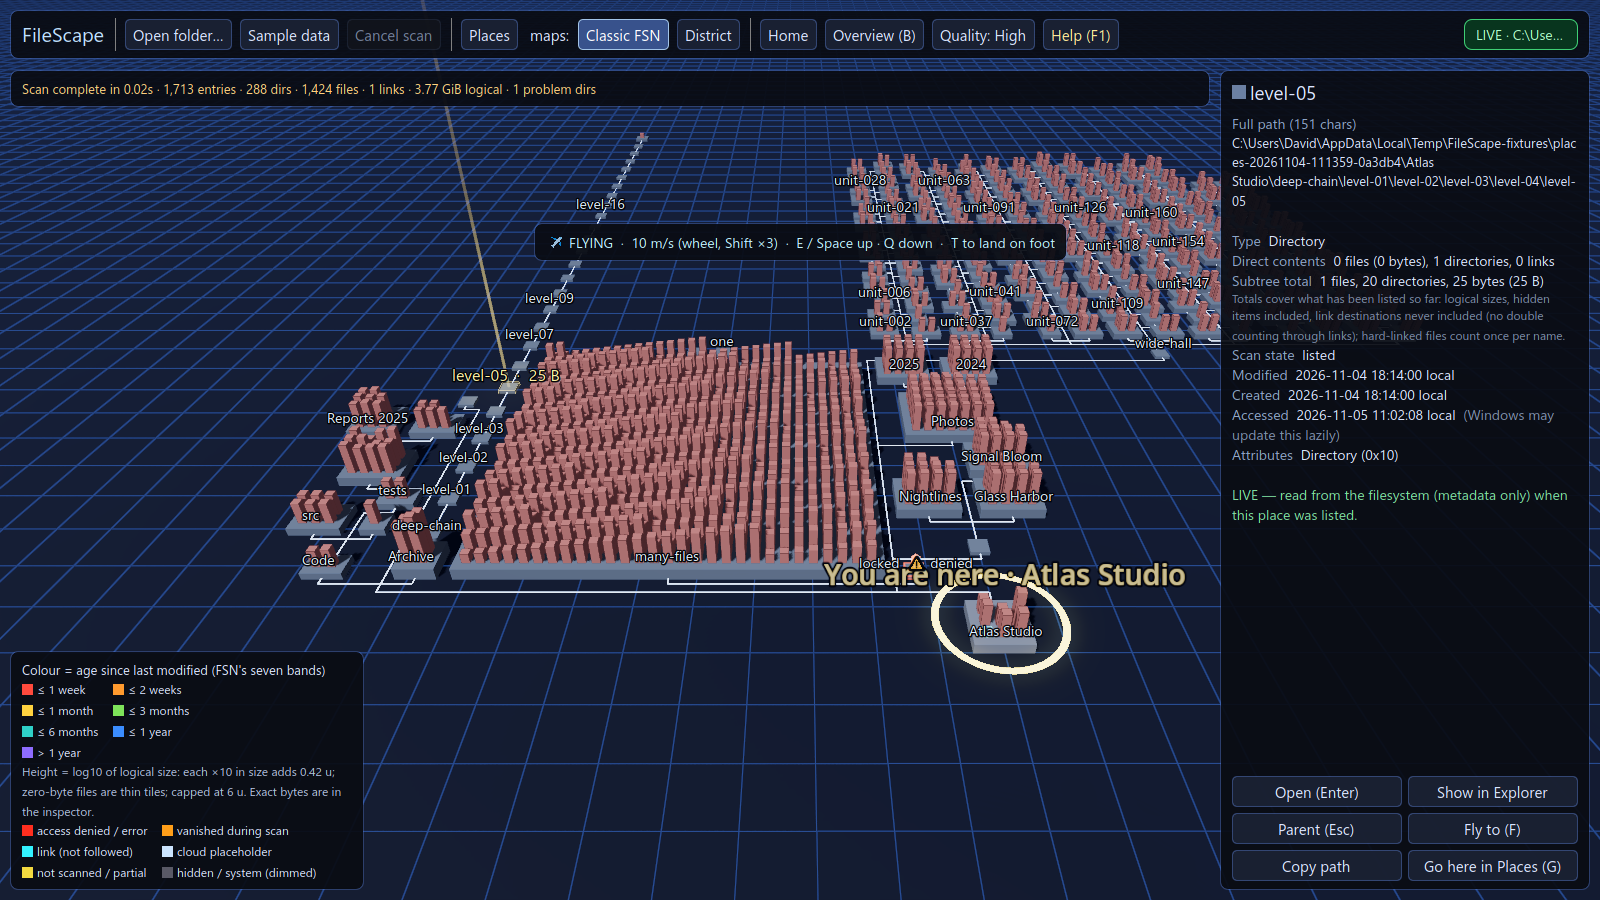 FileScape
Open folder...
Sample data
Cancel scan
Places
maps:
Classic FSN
District
Home
Overview (B)
Quality: High
Help (F1)
LIVE · C:\Use...
Scan complete in 0.02s · 1,713 entries · 288 dirs · 1,424 files · 1 links · 3.77 GiB logical · 1 problem dirs
level-16
unit-028
unit-063
unit-021
unit-091
unit-126
unit-160
FLYING · 10 m/s (wheel, Shift ×3) · E / Space up · Q down · T to land on foot
unit-118
unit-154
unit-006
unit-041
unit-147
level-09
unit-109
unit-002
unit-037
unit-072
level-07
one
wide-hall
2025
2024
level-05 · 25 B
Reports 2025
level-03
Photos
level-02
Signal Bloom
tests
level-01
Nightlines
Glass Harbor
src
deep-chain
Code
Archive
many-files
locked
denied
You are here · Atlas Studio
Atlas Studio
level-05
Full path (151 chars)
C:\Users\David\AppData\Local\Temp\FileScape-fixtures\plac
es-20261104-111359-0a3db4\Atlas
Studio\deep-chain\level-01\level-02\level-03\level-04\level-
05
Type Directory
Direct contents 0 files (0 bytes), 1 directories, 0 links
Subtree total 1 files, 20 directories, 25 bytes (25 B)
Totals cover what has been listed so far: logical sizes, hidden
items included, link destinations never included (no double
counting through links); hard-linked files count once per name.
Scan state listed
Modified 2026-11-04 18:14:00 local
Created 2026-11-04 18:14:00 local
Accessed 2026-11-05 11:02:08 local (Windows may
update this lazily)
Attributes Directory (0x10)
LIVE — read from the filesystem (metadata only) when
this place was listed.
Open (Enter)
Show in Explorer
Parent (Esc)
Fly to (F)
Copy path
Go here in Places (G)
Colour = age since last modified (FSN's seven bands)
≤ 1 week
≤ 2 weeks
≤ 1 month
≤ 3 months
≤ 6 months
≤ 1 year
> 1 year
Height = log10 of logical size: each ×10 in size adds 0.42 u;
zero-byte files are thin tiles; capped at 6 u. Exact bytes are in
the inspector.
access denied / error
vanished during scan
link (not followed)
cloud placeholder
not scanned / partial
hidden / system (dimmed)